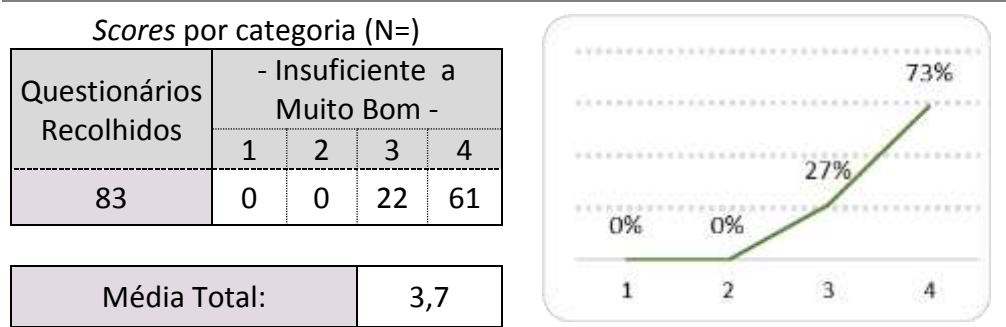 Scores por categoria (N=)
Questionários
Recolhidos
- Insuficiente a
Muito Bom -
1 2 3 4
83 0 0 22 61
Média Total: 3,7
73%
27%
0% 0%
1 2 3 4